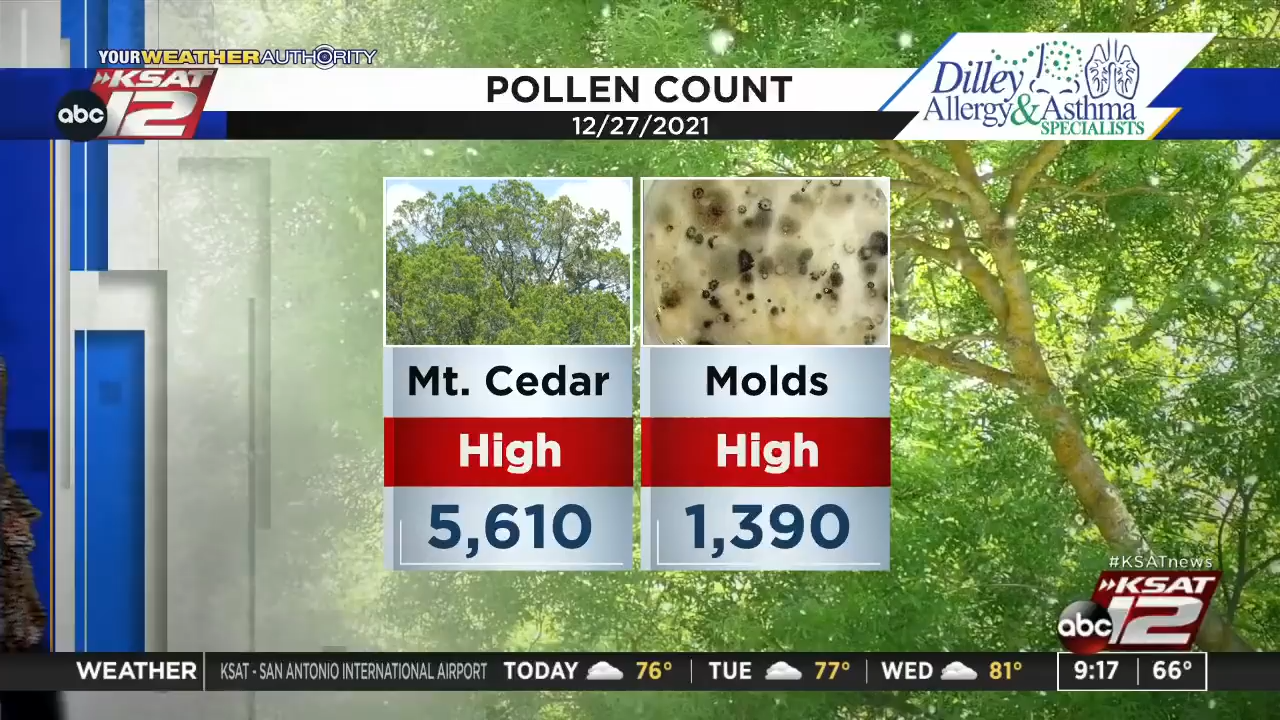 YOUR WEATHER AUTHORITY
KSAT
abc 12
POLLEN COUNT
12/27/2021
Dilley
Allergy & Asthma
SPECIALISTS
Mt. Cedar
High
5,610
Molds
High
1,390
#KSATnews
KSAT
abc 12
WEATHER KSAT - SAN ANTONIO INTERNATIONAL AIRPORT TODAY 76° TUE 77° WED 81° 9:17 66°